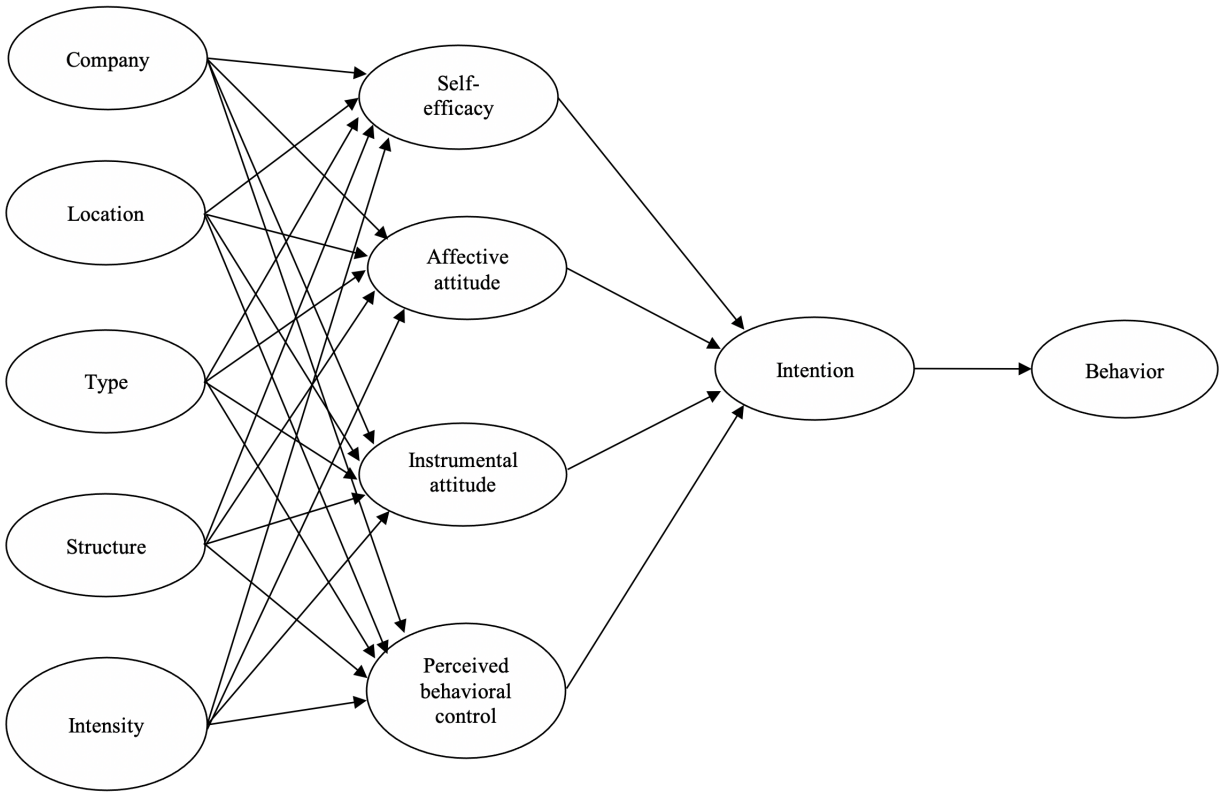 Company
Location
Type
Structure
Intensity
Self-
efficacy
Affective
attitude
Instrumental
attitude
Perceived
behavioral
control
Intention
Behavior